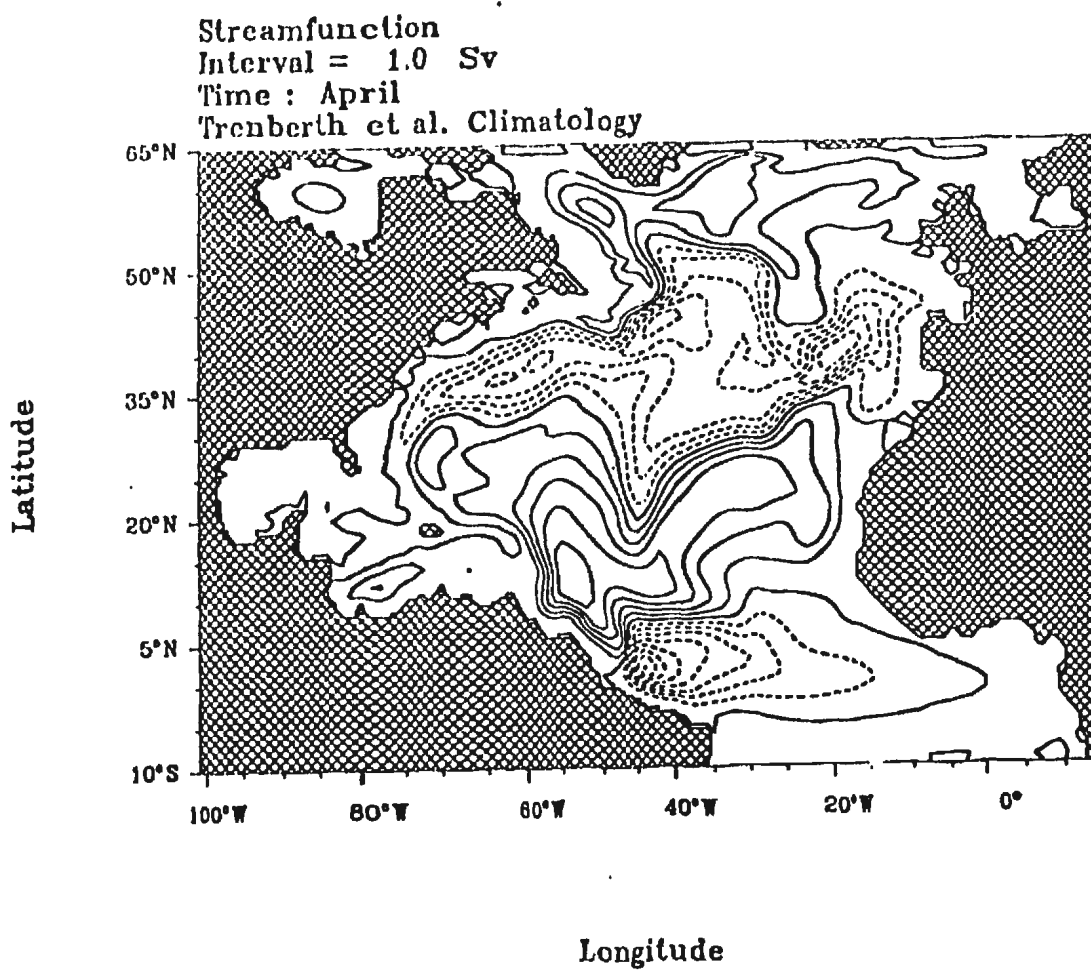 Streamfunction
Interval = 1.0 Sv
Time : April
Trenberth et al. Climatology
65°N
50°N
35°N
20°N
5°N
10°S
100°W 80°W 60°W 40°W 20°W 0°
Latitude
Longitude